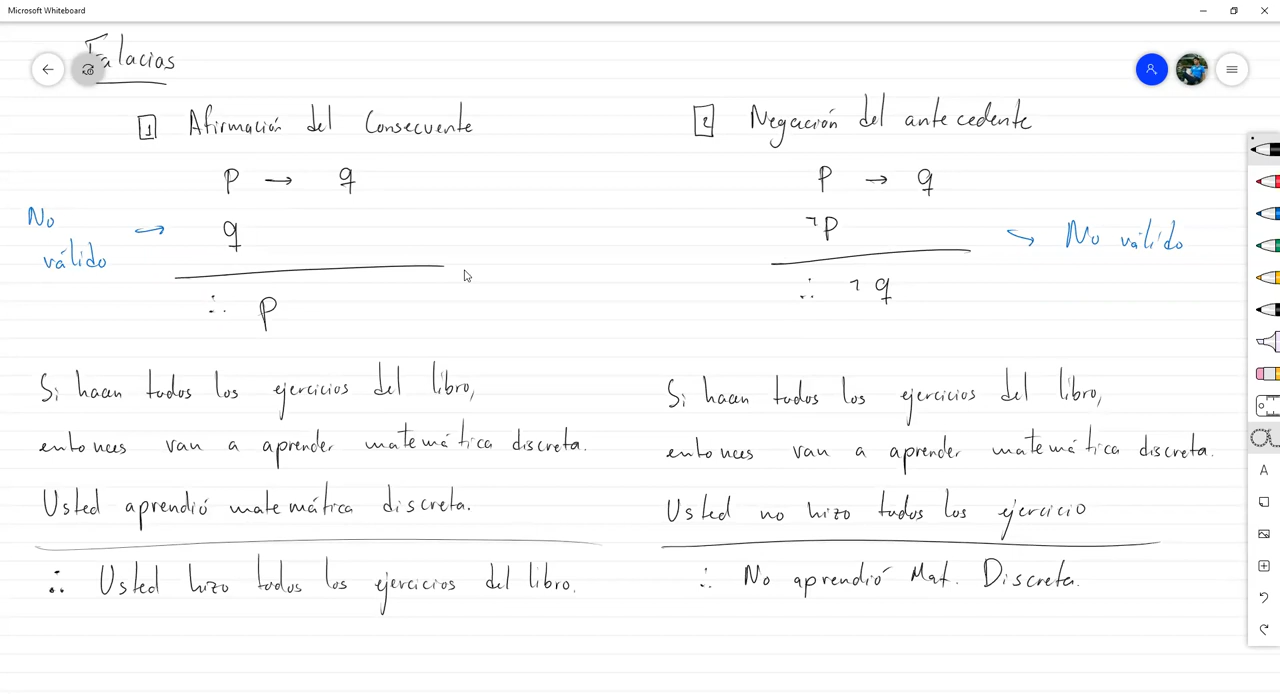 Microsoft Whiteboard
Falacias
1 Afirmación del Consecuente
p → q
No válido →
q
∴ p
Si hacen todos los ejercicios del libro,
entonces van a aprender matemática discreta.
Usted aprendió matemática discreta.
∴ Usted hizo todos los ejercicios del libro.
2 Negación del antecedente
p → q
¬p
→ No válido
∴ ¬q
Si hacen todos los ejercicios del libro,
entonces van a aprender matemática discreta.
Usted no hizo todos los ejercicio
∴ No aprendió Mat. Discreta.
A